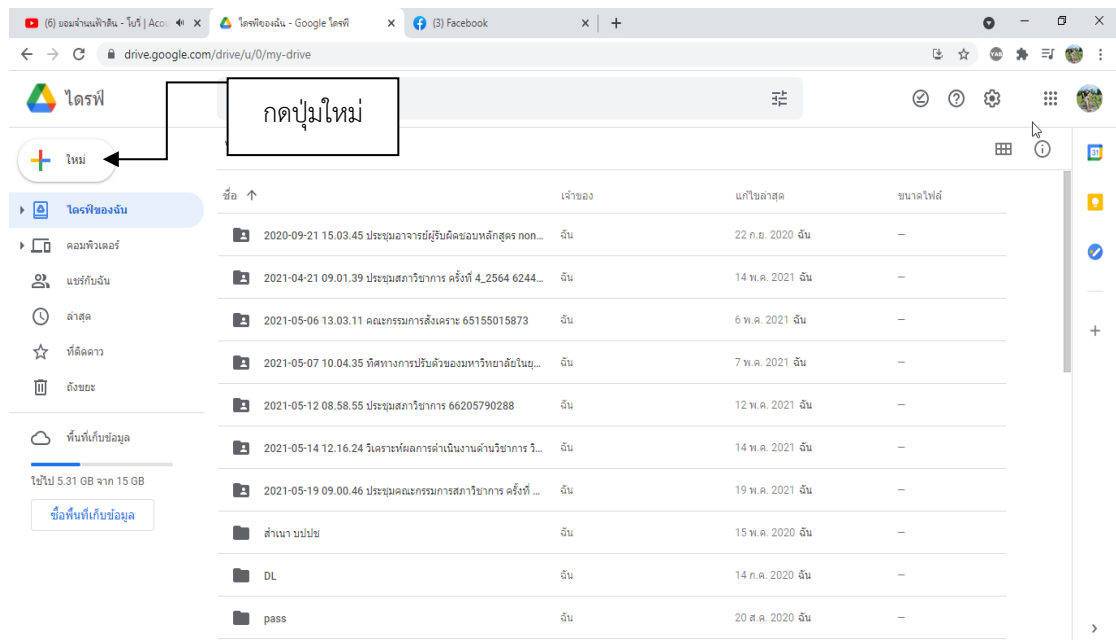 (6) ยอมจำนนฟ้าดิน - โบวี่ | Acou
ไดรฟ์ของฉัน - Google ไดรฟ์
(3) Facebook
drive.google.com/drive/u/0/my-drive
ไดรฟ์
กดปุ่มใหม่
ใหม่
ชื่อ
เจ้าของ
แก้ไขล่าสุด
ขนาดไฟล์
ไดรฟ์ของฉัน
คอมพิวเตอร์
แชร์กับฉัน
ล่าสุด
ที่ติดดาว
ถังขยะ
พื้นที่เก็บข้อมูล
ใช้ไป 5.31 GB จาก 15 GB
ซื้อพื้นที่เก็บข้อมูล
2020-09-21 15.03.45 ประชุมอาจารย์ผู้รับผิดชอบหลักสูตร non... ฉัน 22 ก.ย. 2020 ฉัน –
2021-04-21 09.01.39 ประชุมสภาวิชาการ ครั้งที่ 4_2564 6244... ฉัน 14 พ.ค. 2021 ฉัน –
2021-05-06 13.03.11 คณะกรรมการสังเคราะ 65155015873 ฉัน 6 พ.ค. 2021 ฉัน –
2021-05-07 10.04.35 ทิศทางการปรับตัวของมหาวิทยาลัยในยุ... ฉัน 7 พ.ค. 2021 ฉัน –
2021-05-12 08.58.55 ประชุมสภาวิชาการ 66205790288 ฉัน 12 พ.ค. 2021 ฉัน –
2021-05-14 12.16.24 วิเคราะห์ผลการดำเนินงานด้านวิชาการ วิ... ฉัน 14 พ.ค. 2021 ฉัน –
2021-05-19 09.00.46 ประชุมคณะกรรมการสภาวิชาการ ครั้งที่ ... ฉัน 19 พ.ค. 2021 ฉัน –
สำเนา บปปช ฉัน 15 พ.ค. 2020 ฉัน –
DL ฉัน 14 ก.ค. 2020 ฉัน –
pass ฉัน 20 ส.ค. 2020 ฉัน –